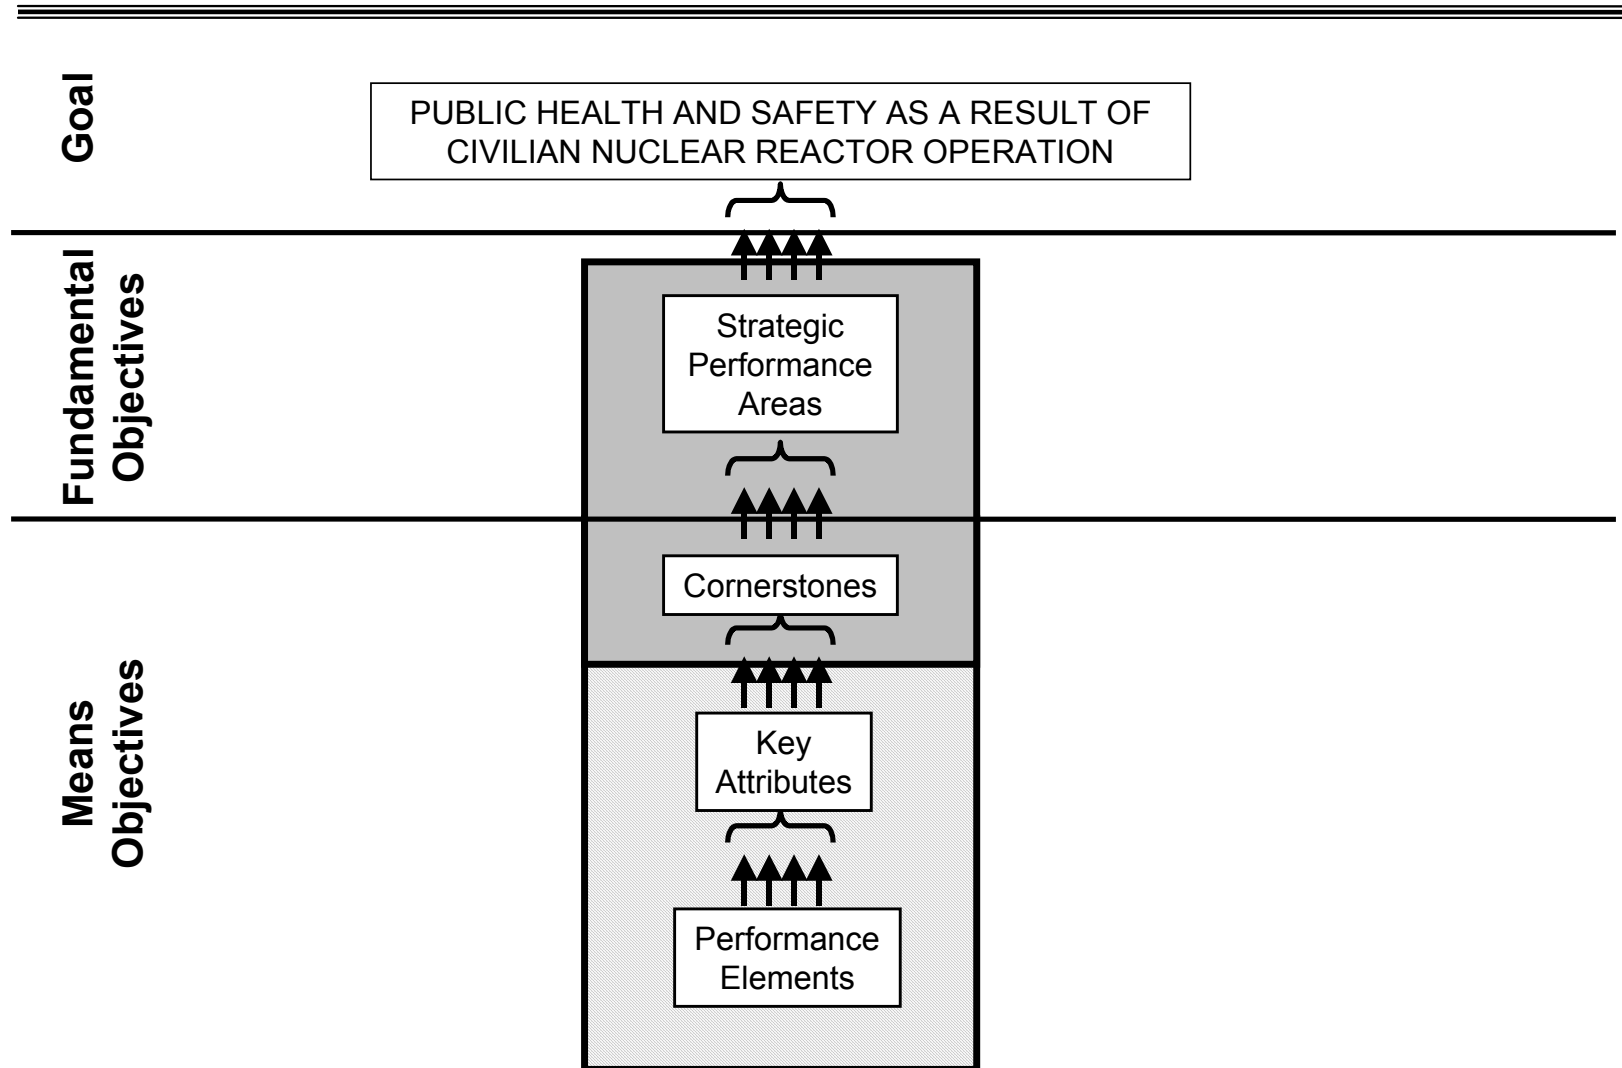 Goal
PUBLIC HEALTH AND SAFETY AS A RESULT OF
CIVILIAN NUCLEAR REACTOR OPERATION
Fundamental
Objectives
Strategic
Performance
Areas
Means
Objectives
Cornerstones
Key
Attributes
Performance
Elements